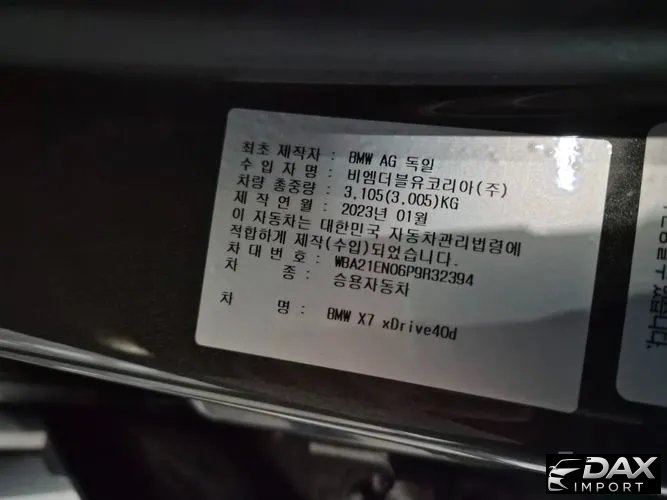 최초 제작자 : BMW AG 독일
수 입 자 명 : 비엠더블유코리아(주)
차량 총중량 : 3,105(3,005)KG
제 작 연 월 : 2023년 01월
이 자동차는 대한민국 자동차관리법령에
적합하게 제작(수입)되었습니다.
차 대 번 호 : WBA21EN06P9R32394
차 종 : 승용자동차
차 명 : BMW X7 xDrive40d
DAX
IMPORT